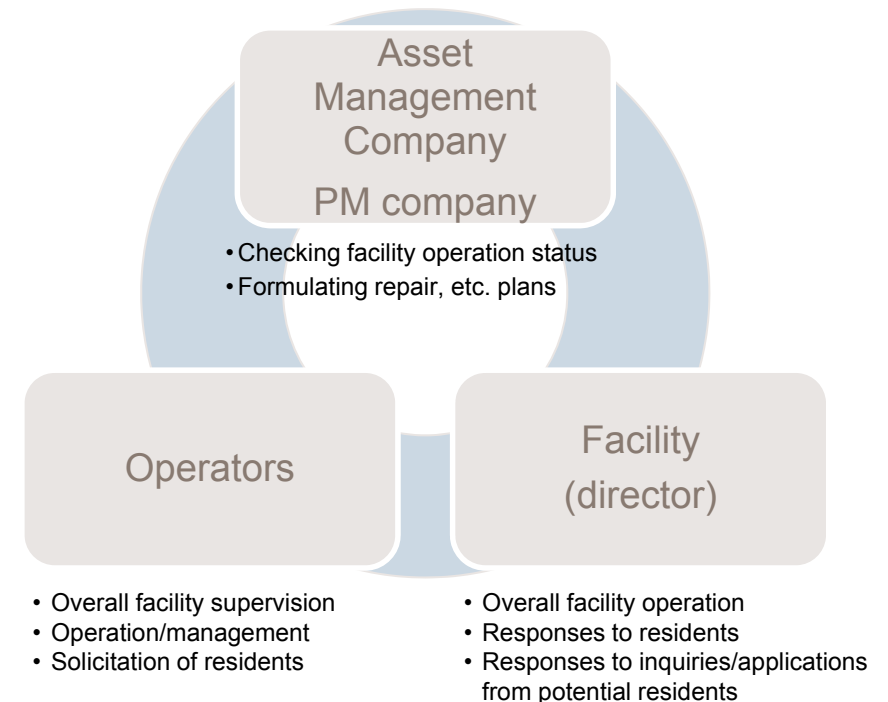 Asset
Management
Company
PM company
• Checking facility operation status
• Formulating repair, etc. plans
Operators
• Overall facility supervision
• Operation/management
• Solicitation of residents
Facility
(director)
• Overall facility operation
• Responses to residents
• Responses to inquiries/applications
from potential residents